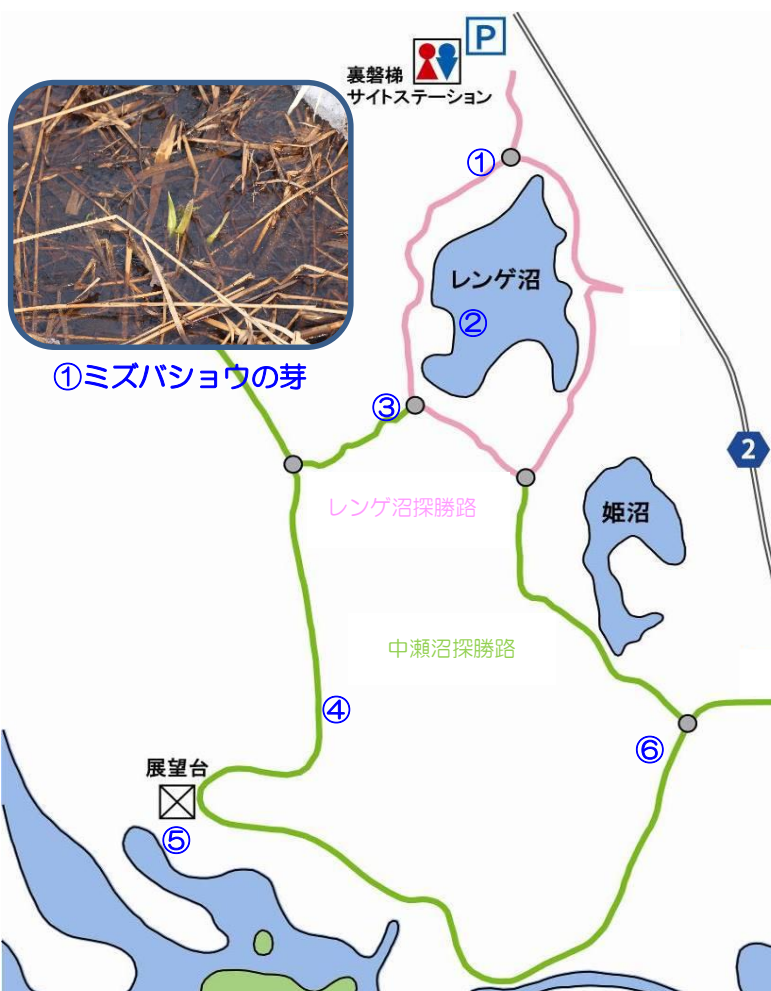 P
裏磐梯
サイトステーション
①
レンゲ沼
②
①ミズバショウの芽
③
2
レンゲ沼探勝路
姫沼
中瀬沼探勝路
④
⑥
展望台
⑤